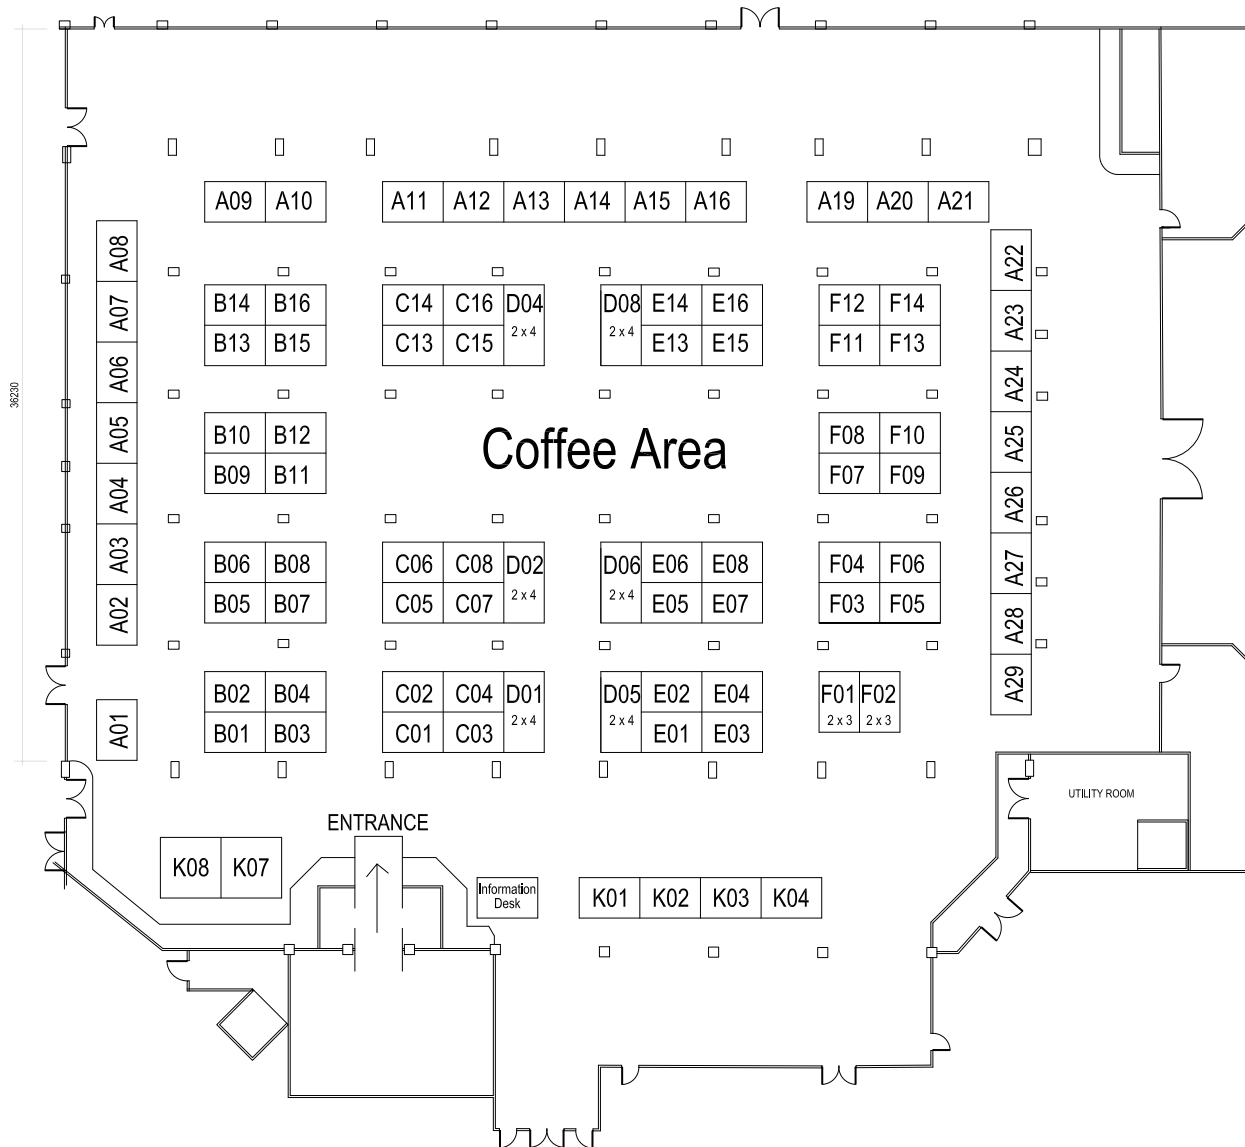 A09 A10 A11 A12 A13 A14 A15 A16 A19 A20 A21
A08
A07
A06
A05
A04
A03
A02
A01
B14 B16 C14 C16 D04 D08 E14 E16 F12 F14
2 x 4 2 x 4
B13 B15 C13 C15 E13 E15 F11 F13
36230
B10 B12 Coffee Area F08 F10
B09 B11 F07 F09
B06 B08 C06 C08 D02 D06 E06 E08 F04 F06
2 x 4 2 x 4
B05 B07 C05 C07 E05 E07 F03 F05
B02 B04 C02 C04 D01 D05 E02 E04 F01 F02
2 x 4 2 x 4 2 x 3 2 x 3
B01 B03 C01 C03 E01 E03
A22
A23
A24
A25
A26
A27
A28
A29
UTILITY ROOM
ENTRANCE
K08 K07
Information
Desk
K01 K02 K03 K04